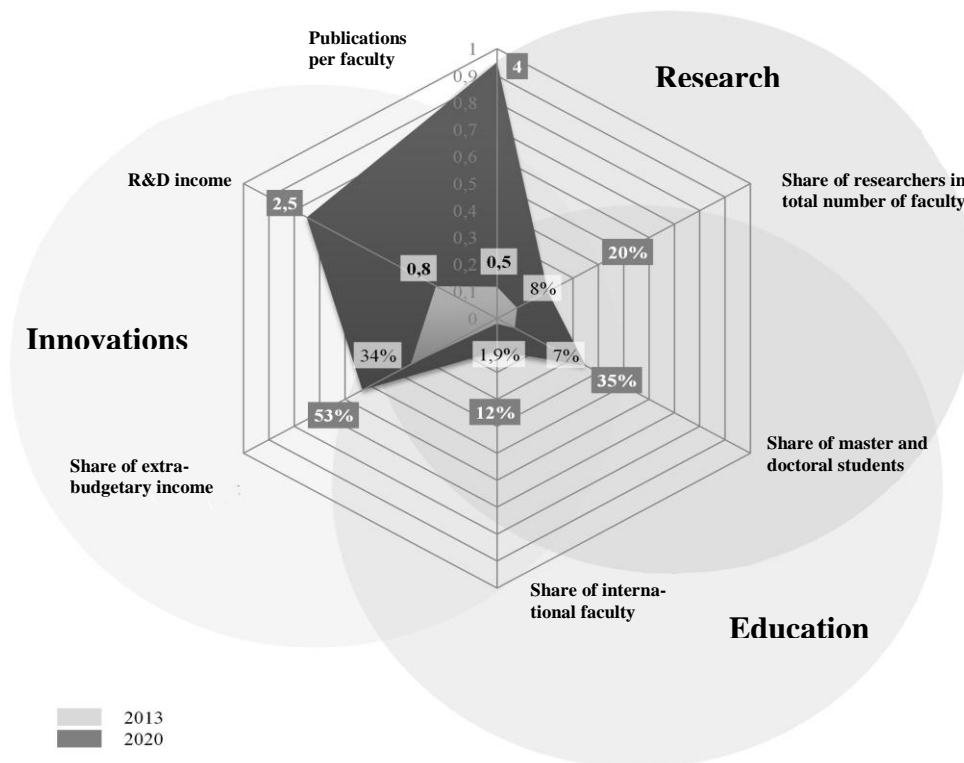 Publications
per faculty
1
0,9
0,8
0,7
0,6
0,5
0,4
0,3
0,2
0,1
0
4
Research
R&D income
2,5
Share of researchers in
total number of faculty
20%
0,8
0,5
8%
Innovations
34%
1,9%
7%
35%
53%
12%
Share of extra-
budgetary income
Share of master and
doctoral students
Share of interna-
tional faculty
Education
2013
2020